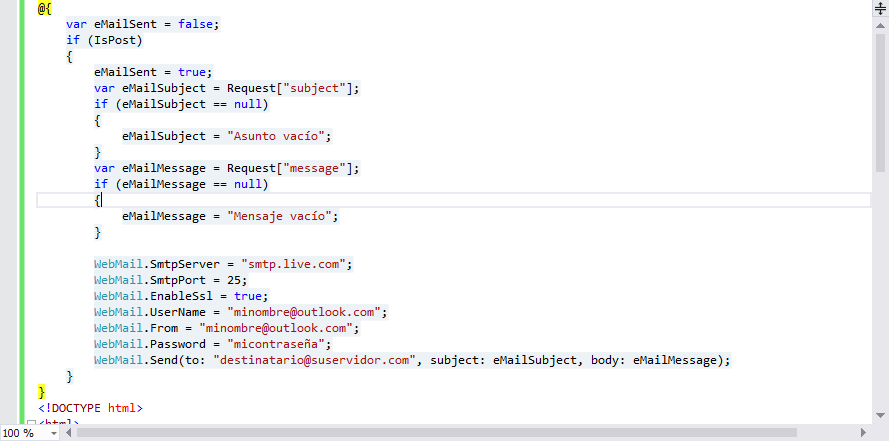 @{
var eMailSent = false;
if (IsPost)
{
eMailSent = true;
var eMailSubject = Request["subject"];
if (eMailSubject == null)
{
eMailSubject = "Asunto vacío";
}
var eMailMessage = Request["message"];
if (eMailMessage == null)
{
eMailMessage = "Mensaje vacío";
}
WebMail.SmtpServer = "smtp.live.com";
WebMail.SmtpPort = 25;
WebMail.EnableSsl = true;
WebMail.UserName = "minombre@outlook.com";
WebMail.From = "minombre@outlook.com";
WebMail.Password = "micontraseña";
WebMail.Send(to: "destinatario@suservidor.com", subject: eMailSubject, body: eMailMessage);
}
}
<!DOCTYPE html>
<html>
100 %